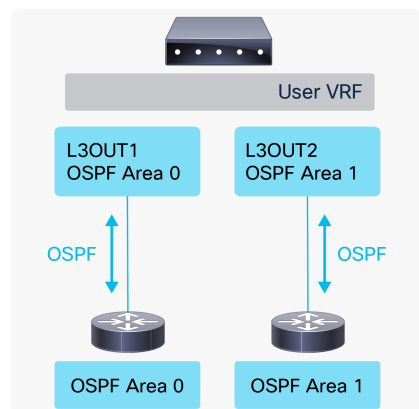 User VRF
L3OUT1
OSPF Area 0
L3OUT2
OSPF Area 1
OSPF
OSPF
OSPF Area 0
OSPF Area 1